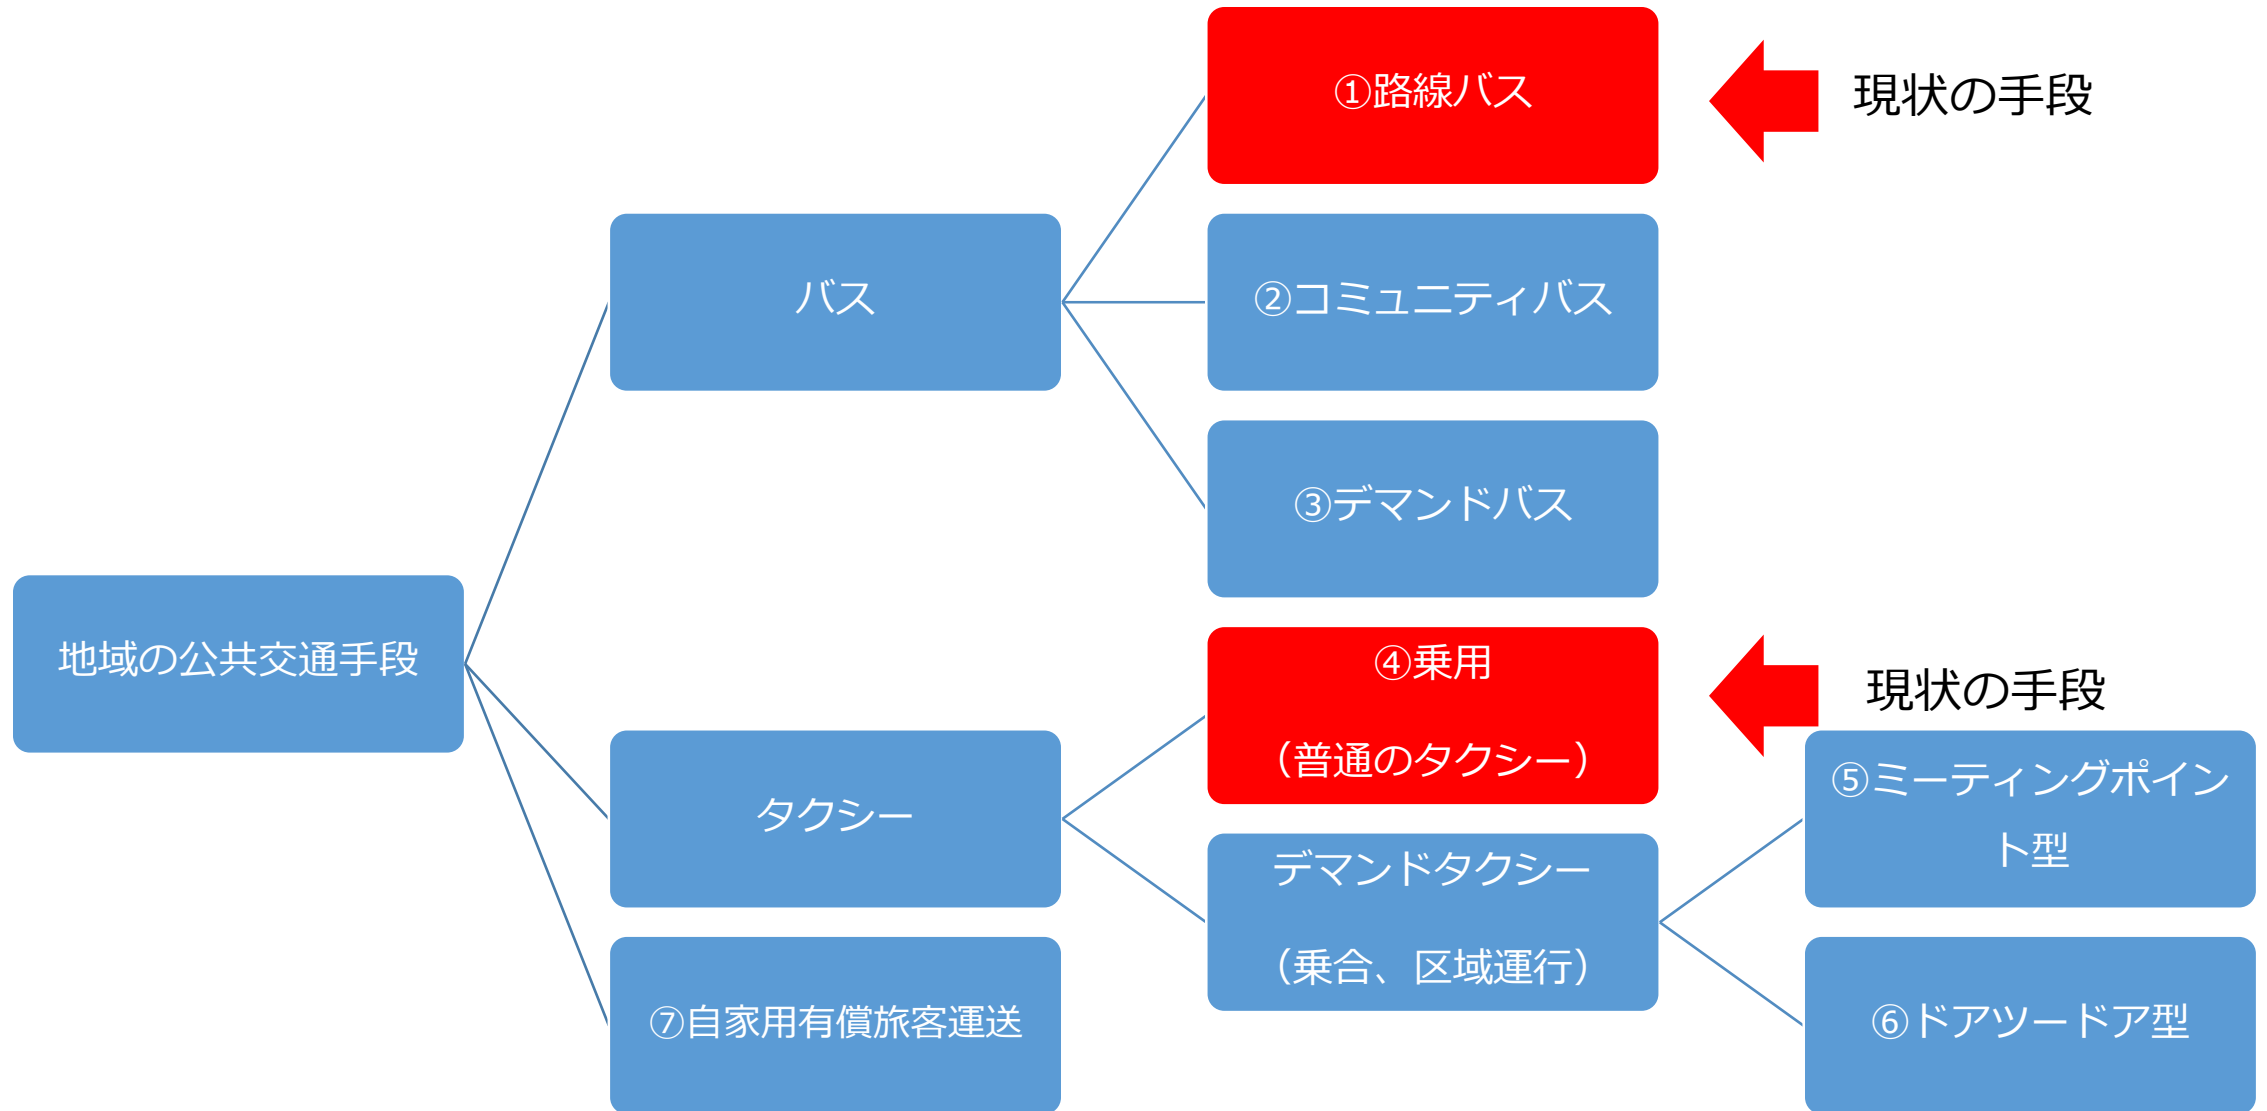 ①路線バス
現状の手段
バス
②コミュニティバス
③デマンドバス
地域の公共交通手段
④乗用
（普通のタクシー）
現状の手段
タクシー
デマンドタクシー
（乗合、区域運行）
⑤ミーティングポイン
ト型
⑥ドアツードア型
⑦自家用有償旅客運送